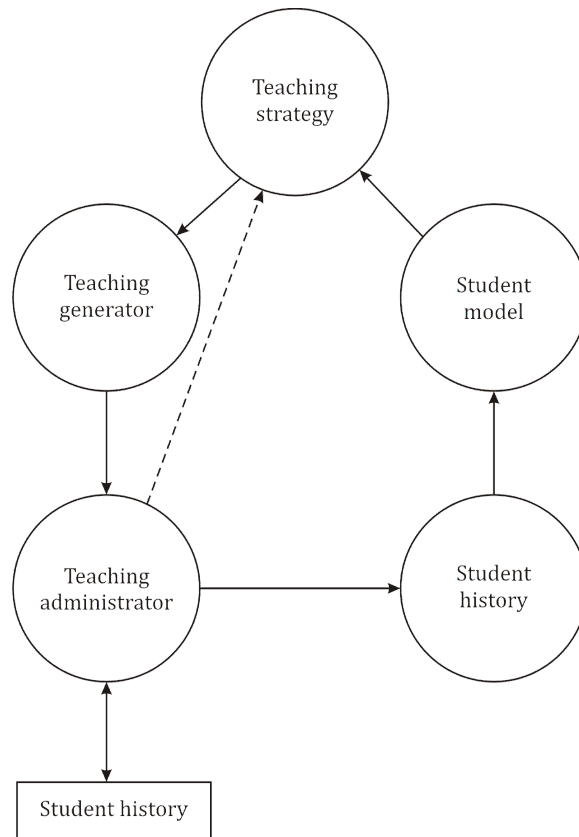 Teaching
strategy
Teaching
generator
Student
model
Teaching
administrator
Student
history
Student history